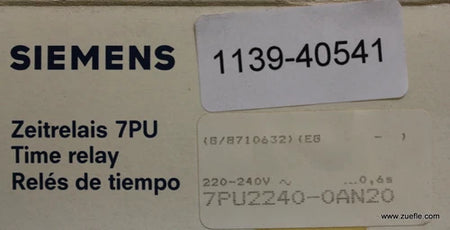 SIEMENS
1139-40541
Zeitrelais 7PU
Time relay
Relés de tiempo
(G/8710632) (EG - )
220-240V ~ ...0,6s
7PU2240-0AN20
www.zuefle.com